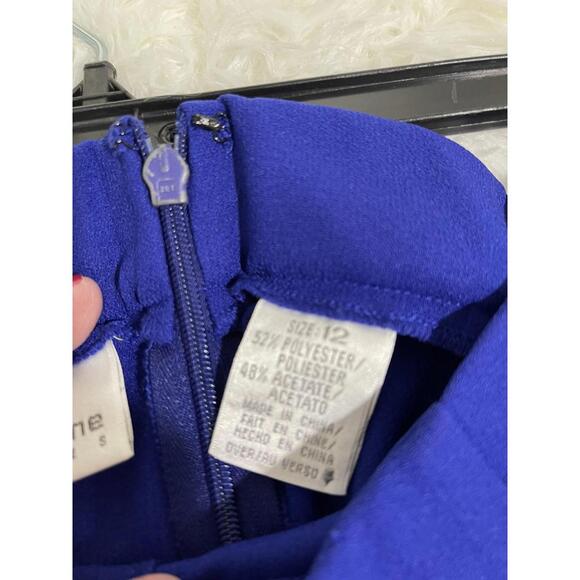 SIZE: 12
52% POLYESTER/
POLIESTER
48% ACETATE/
ACETATO
MADE IN CHINA/
FAIT EN CHINE/
HECHO EN CHINA
OVER/AU VERSO
ne
S